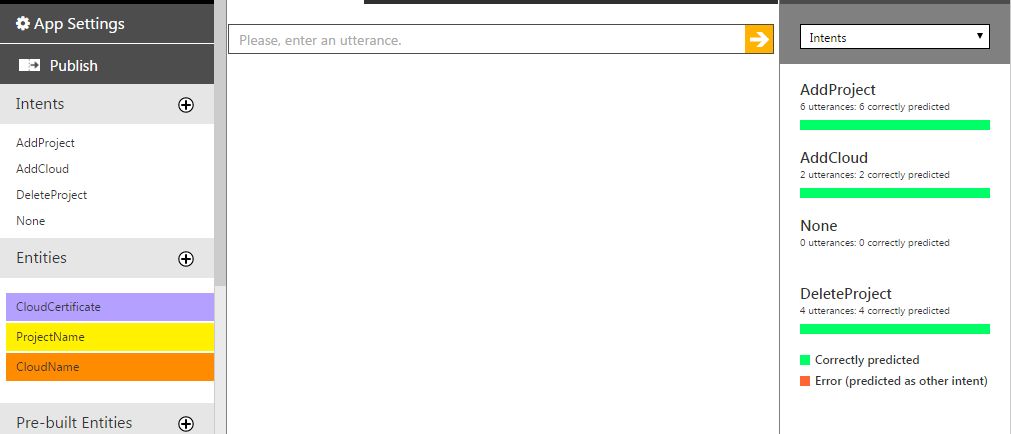 App Settings
Publish
Intents
AddProject
AddCloud
DeleteProject
None
Entities
CloudCertificate
ProjectName
CloudName
Pre-built Entities
Please, enter an utterance.
Intents
AddProject
6 utterances: 6 correctly predicted
AddCloud
2 utterances: 2 correctly predicted
None
0 utterances: 0 correctly predicted
DeleteProject
4 utterances: 4 correctly predicted
Correctly predicted
Error (predicted as other intent)